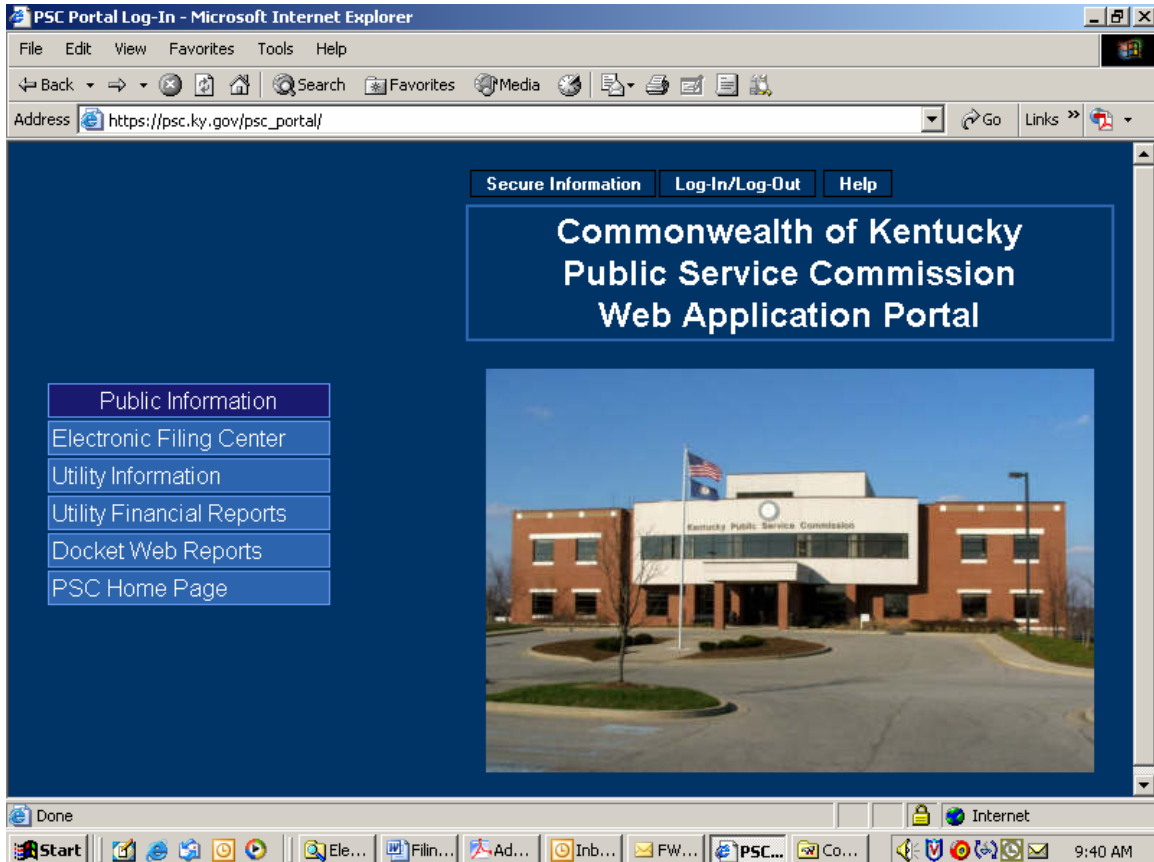 PSC Portal Log-In - Microsoft Internet Explorer
File Edit View Favorites Tools Help
Back Search Favorites Media
Address https://psc.ky.gov/psc_portal/ Go Links »
Secure Information Log-In/Log-Out Help
Commonwealth of Kentucky
Public Service Commission
Web Application Portal
Public Information
Electronic Filing Center
Utility Information
Utility Financial Reports
Docket Web Reports
PSC Home Page
Kentucky Public Service Commission
Done Internet
Start Ele... Filin... Ad... Inb... FW... PSC... Co... 9:40 AM